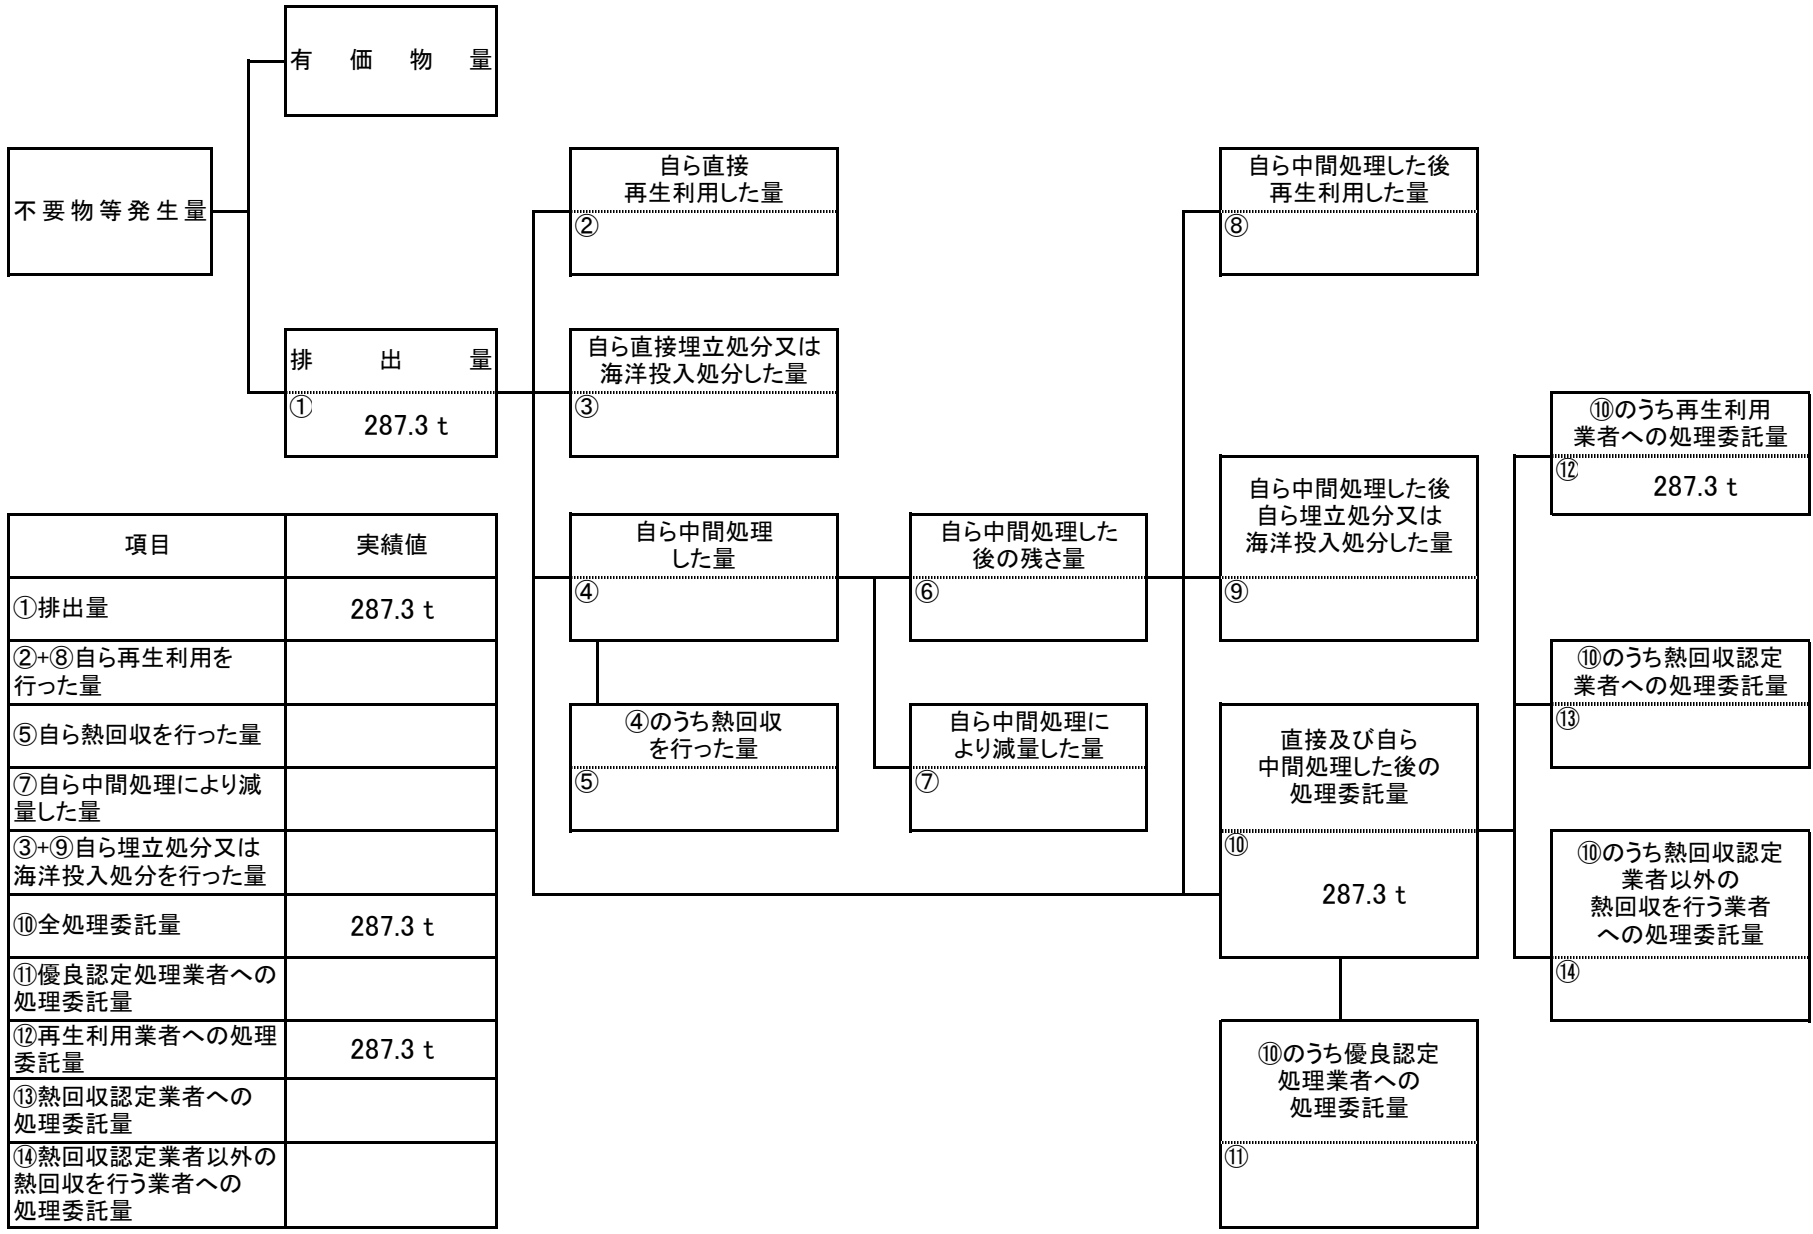 有価物量
不要物等発生量
自ら直接
再生利用した量
②
自ら中間処理した後
再生利用した量
⑧
排出量
①
287.3 t
自ら直接埋立処分又は
海洋投入処分した量
③
⑩のうち再生利用
業者への処理委託量
⑫
287.3 t
自ら中間処理した後
自ら埋立処分又は
海洋投入処分した量
⑨
自ら中間処理
した量
④
自ら中間処理した
後の残さ量
⑥
⑩のうち熱回収認定
業者への処理委託量
⑬
④のうち熱回収
を行った量
⑤
自ら中間処理に
より減量した量
⑦
直接及び自ら
中間処理した後の
処理委託量
⑩
287.3 t
⑩のうち熱回収認定
業者以外の
熱回収を行う業者
への処理委託量
⑭
⑩のうち優良認定
処理業者への
処理委託量
⑪
項目 実績値
①排出量 287.3 t
②+⑧自ら再生利用を
行った量
⑤自ら熱回収を行った量
⑦自ら中間処理により減
量した量
③+⑨自ら埋立処分又は
海洋投入処分を行った量
⑩全処理委託量 287.3 t
⑪優良認定処理業者への
処理委託量
⑫再生利用業者への処理
委託量
287.3 t
⑬熱回収認定業者への
処理委託量
⑭熱回収認定業者以外の
熱回収を行う業者への
処理委託量